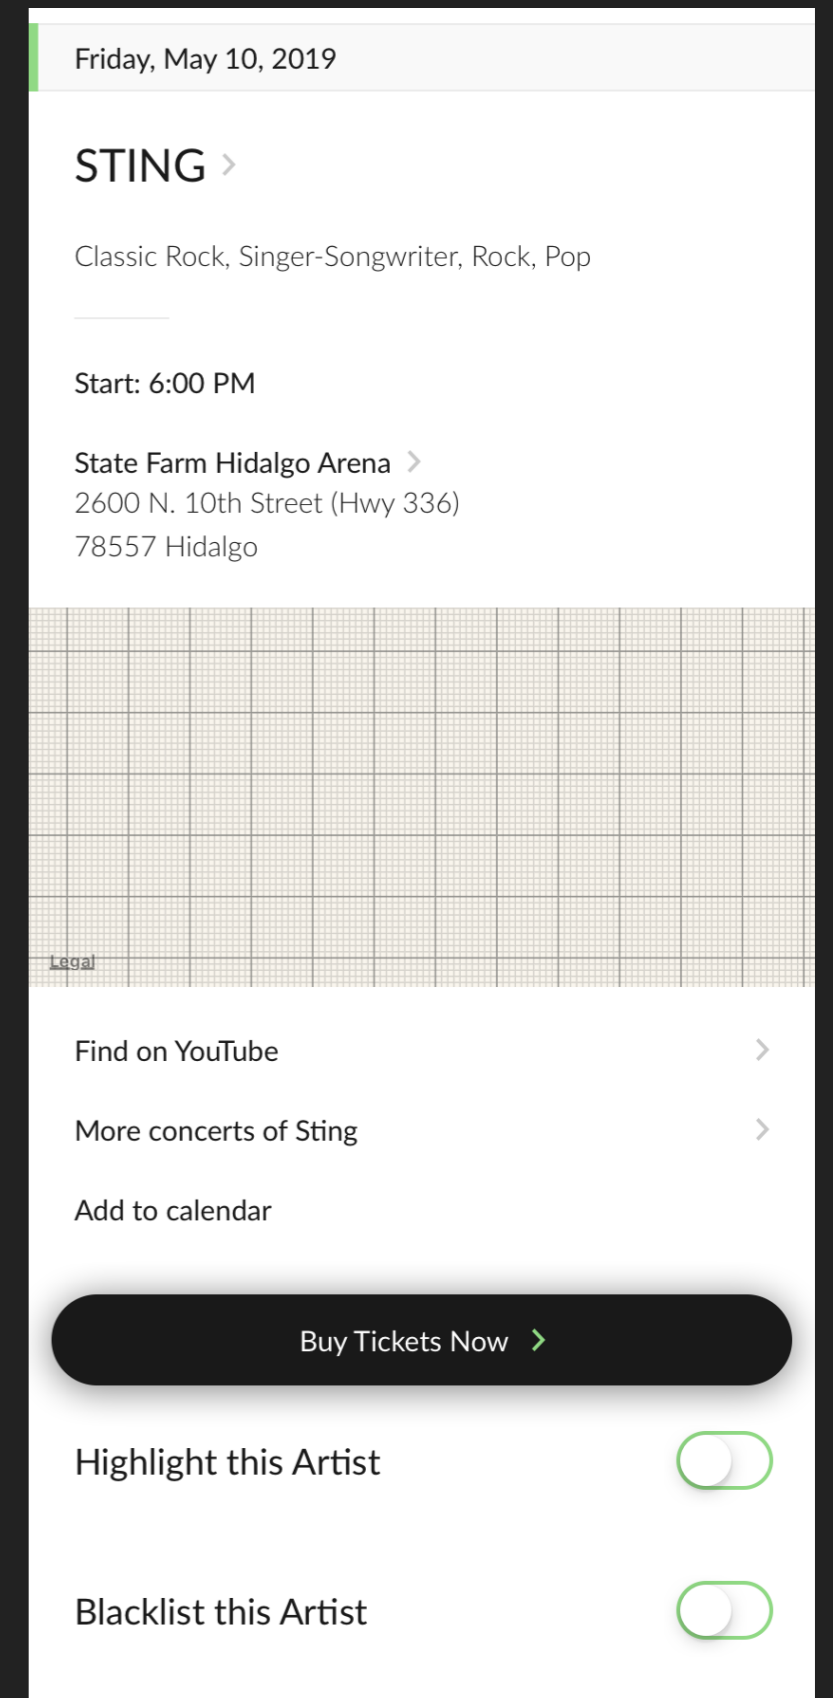 Friday, May 10, 2019
STING
Classic Rock, Singer-Songwriter, Rock, Pop
Start: 6:00 PM
State Farm Hidalgo Arena
2600 N. 10th Street (Hwy 336)
78557 Hidalgo
Legal
Find on YouTube
More concerts of Sting
Add to calendar
Buy Tickets Now
Highlight this Artist
Blacklist this Artist